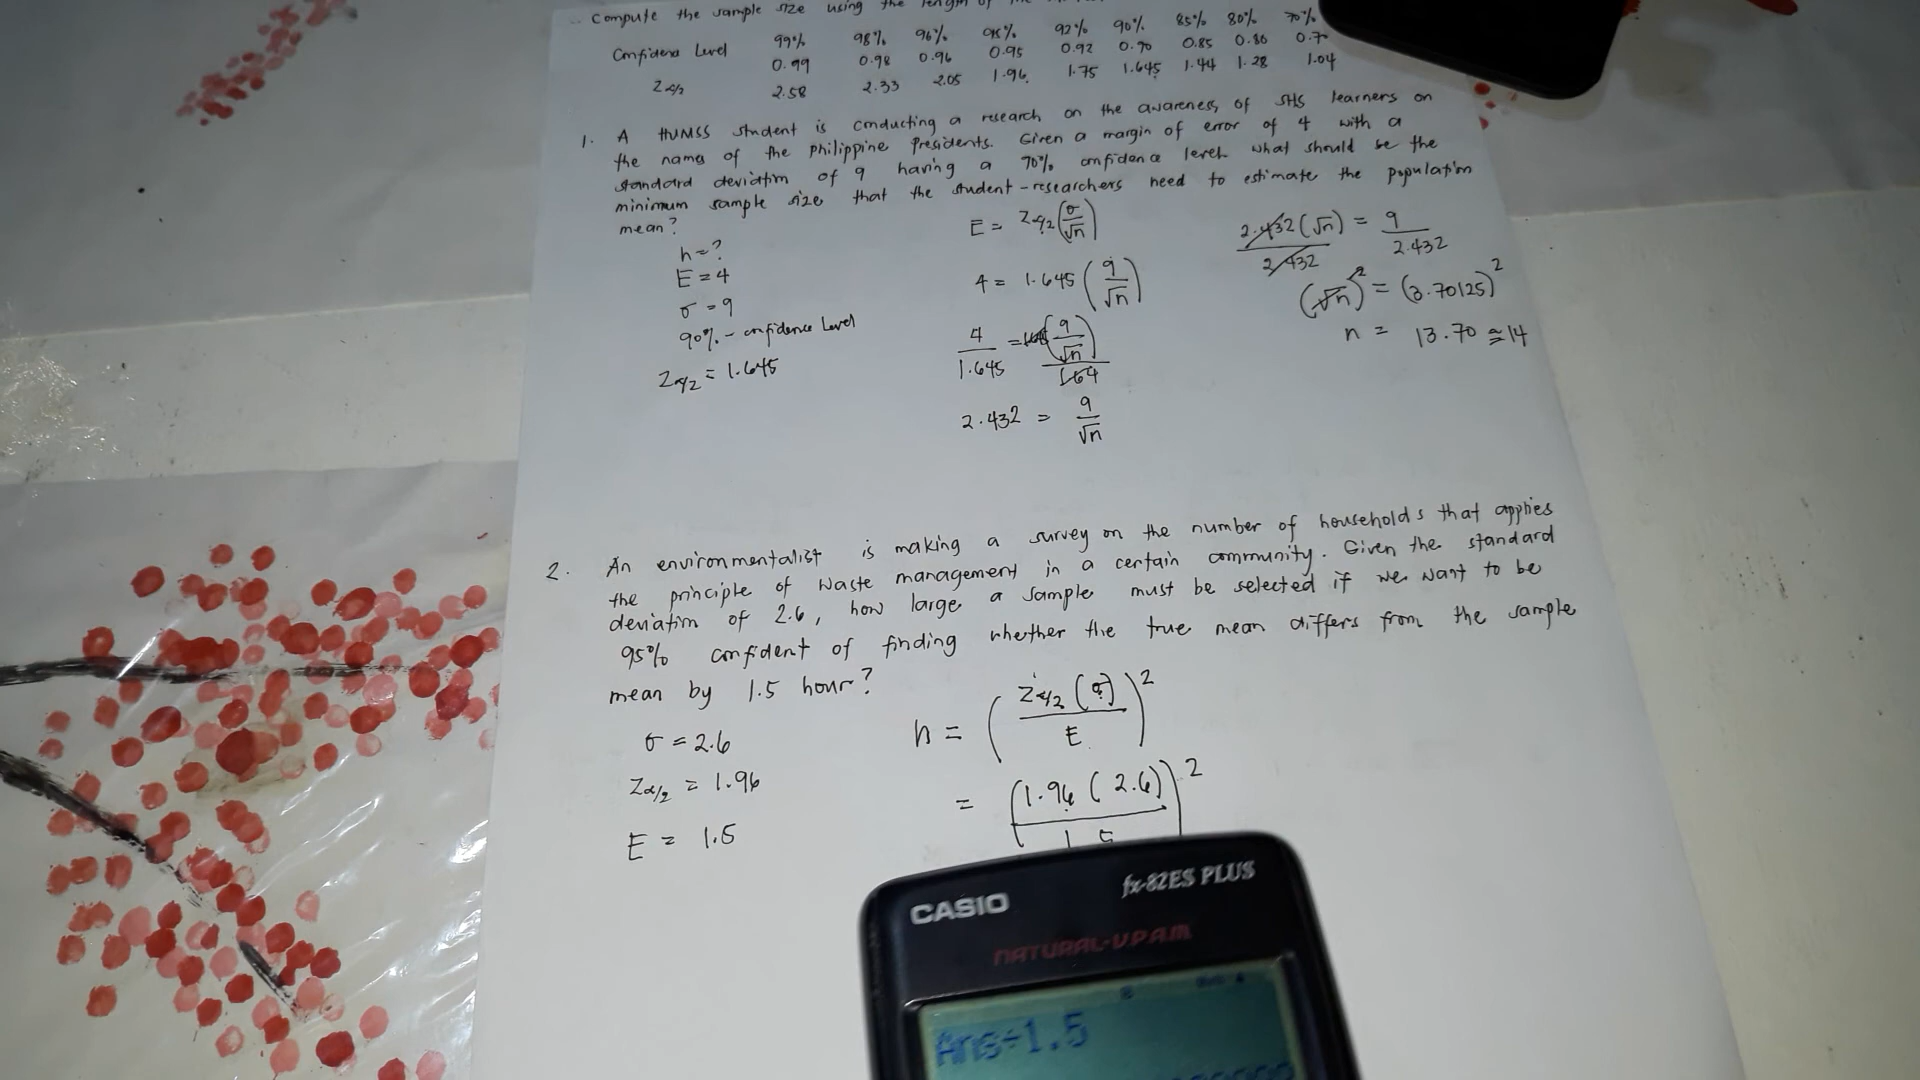 Compute the sample size using the length of the
99% 98% 96% 95% 92% 90% 85% 80% 70%
Confidence Level 0.99 0.98 0.96 0.95 0.92 0.90 0.85 0.80 0.7
Zα/2 2.58 2.33 2.05 1.96 1.75 1.645 1.44 1.28 1.04
1. A HUMSS student is conducting a research on the awareness of SHS learners on
the names of the Philippine Presidents. Given a margin of error of 4 with a
standard deviation of 9 having a 70% confidence level what should be the
minimum sample size that the student-researchers need to estimate the population
mean?
n = ?
E = 4
σ = 9
90% - confidence Level
Zα/2 = 1.645
E = Zα/2 (σ/√n)
4 = 1.645 (9/√n)
4/1.645 = (9/√n)/1.64
2.432 = 9/√n
2.432(√n)/2.432 = 9/2.432
(√n)² = (3.70125)²
n = 13.70 ≅ 14
2. An environmentalist is making a survey on the number of households that applies
the principle of waste management in a certain community. Given the standard
deviation of 2.6, how large a sample must be selected if we want to be
95% confident of finding whether the true mean differs from the sample
mean by 1.5 hour?
σ = 2.6
Zα/2 = 1.96
E = 1.5
n = (Zα/2 (σ)/E)²
= (1.96 (2.6)/1.5)²
CASIO fx-82ES PLUS
NATURAL-V.P.A.M.
Ans÷1.5